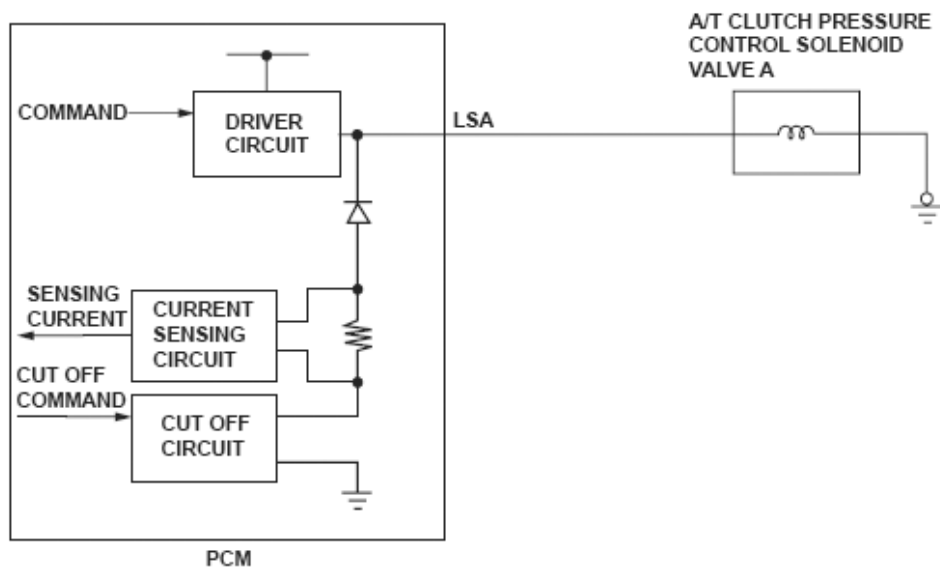 A/T CLUTCH PRESSURE
CONTROL SOLENOID
VALVE A
COMMAND
DRIVER
CIRCUIT
LSA
SENSING
CURRENT
CURRENT
SENSING
CIRCUIT
CUT OFF
COMMAND
CUT OFF
CIRCUIT
PCM